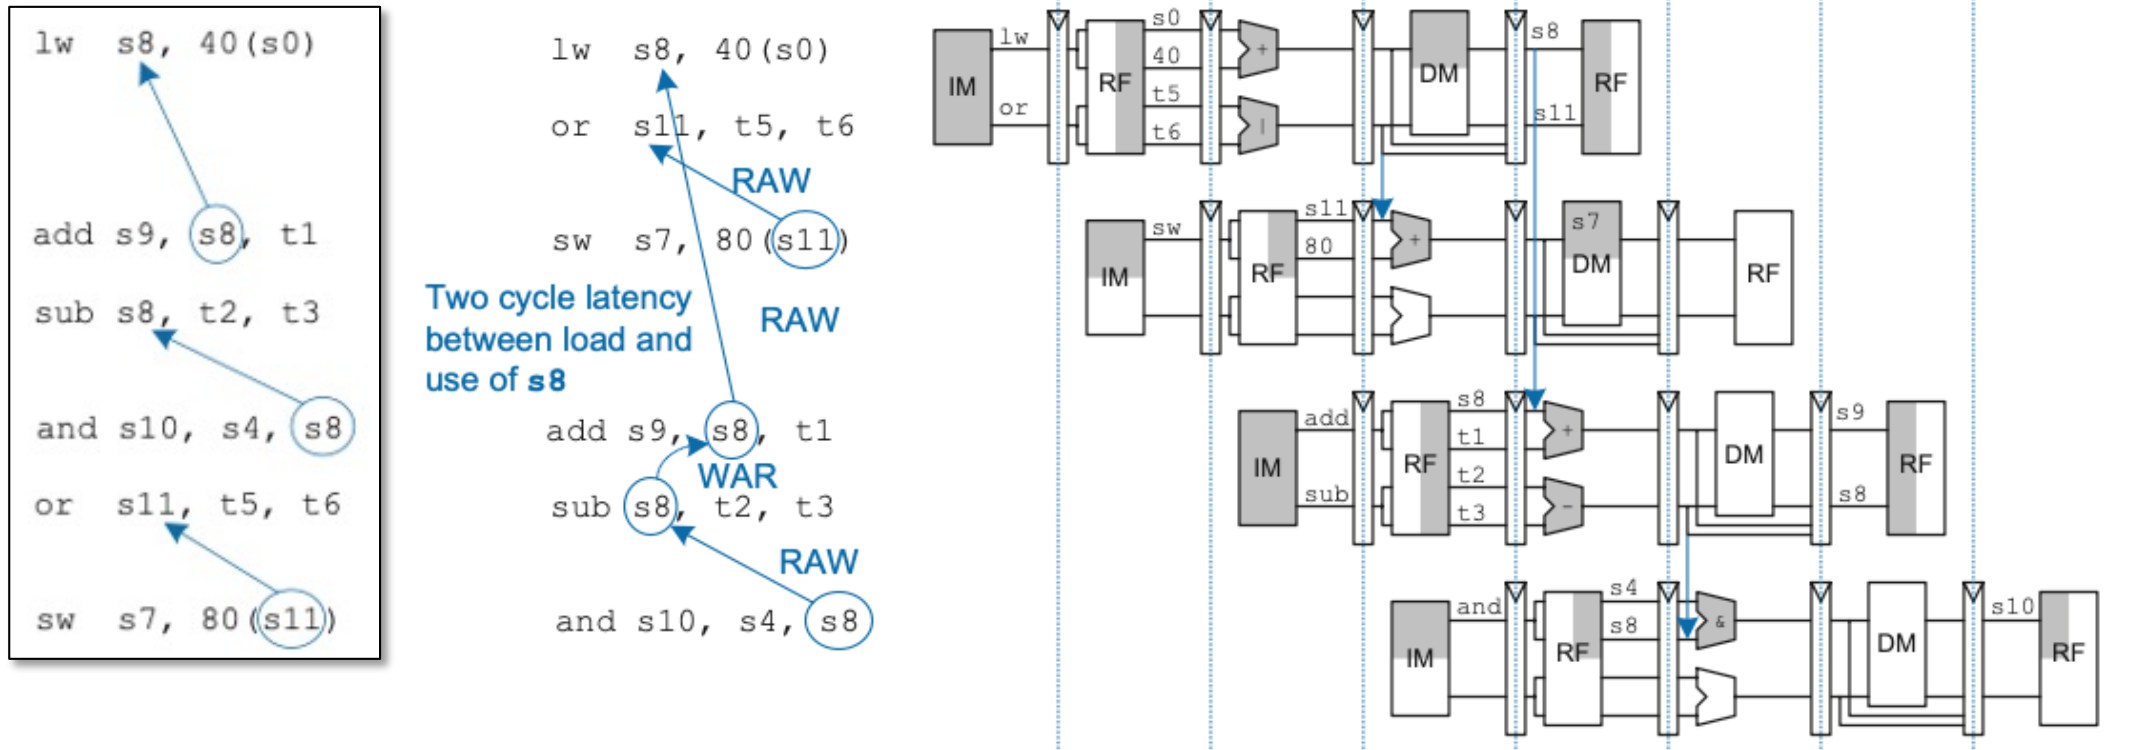 lw s8, 40(s0)
add s9, s8, t1
sub s8, t2, t3
and s10, s4, s8
or s11, t5, t6
sw s7, 80(s11)
lw s8, 40(s0)
or s11, t5, t6
RAW
sw s7, 80(s11)
Two cycle latency
between load and
use of s8
RAW
add s9, s8, t1
WAR
sub s8, t2, t3
RAW
and s10, s4, s8
IM
lw
or
RF
s0
40
t5
t6
+
|
DM
s8
s11
RF
IM
sw
RF
s11
80
+
s7
DM
RF
IM
add
sub
RF
s8
t1
t2
t3
+
-
DM
s9
s8
RF
IM
and
RF
s4
s8
&
DM
s10
RF